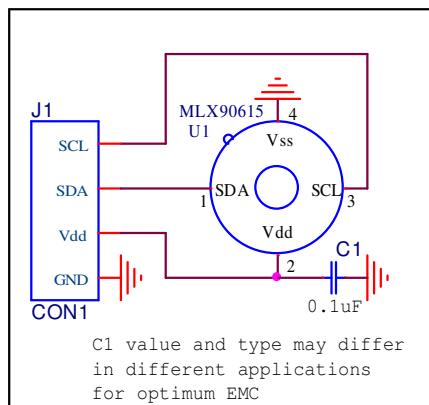 J1
SCL
SDA
Vdd
GND
CON1
MLX90615
U1
4
Vss
1
SDA
SCL
3
Vdd
2
C1
0.1uF
C1 value and type may differ
in different applications
for optimum EMC